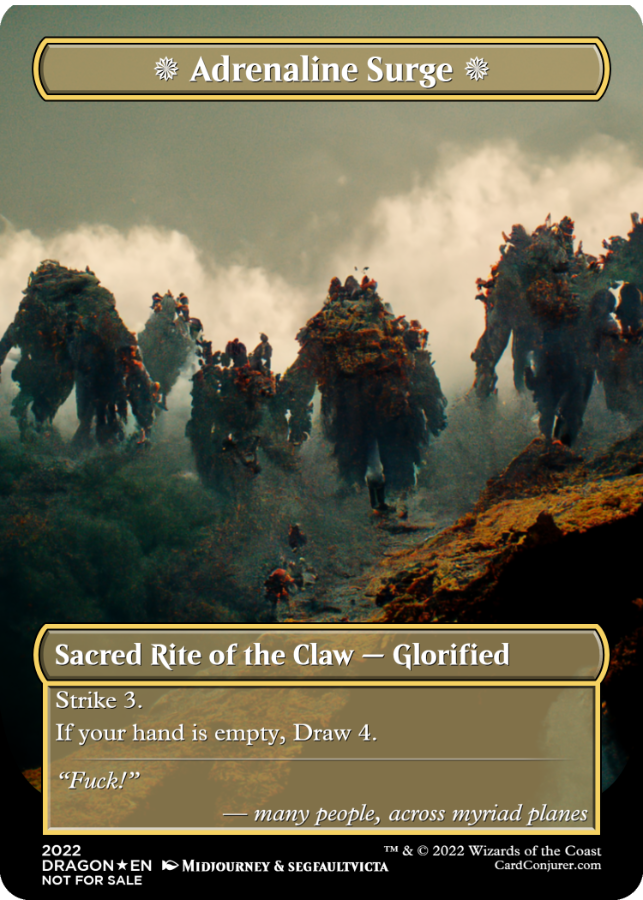 Adrenaline Surge
Sacred Rite of the Claw — Glorified
Strike 3.
If your hand is empty, Draw 4.
“Fuck!”
— many people, across myriad planes
2022
DRAGON★EN Midjourney & segfaultvicta
NOT FOR SALE
™ & © 2022 Wizards of the Coast
CardConjurer.com